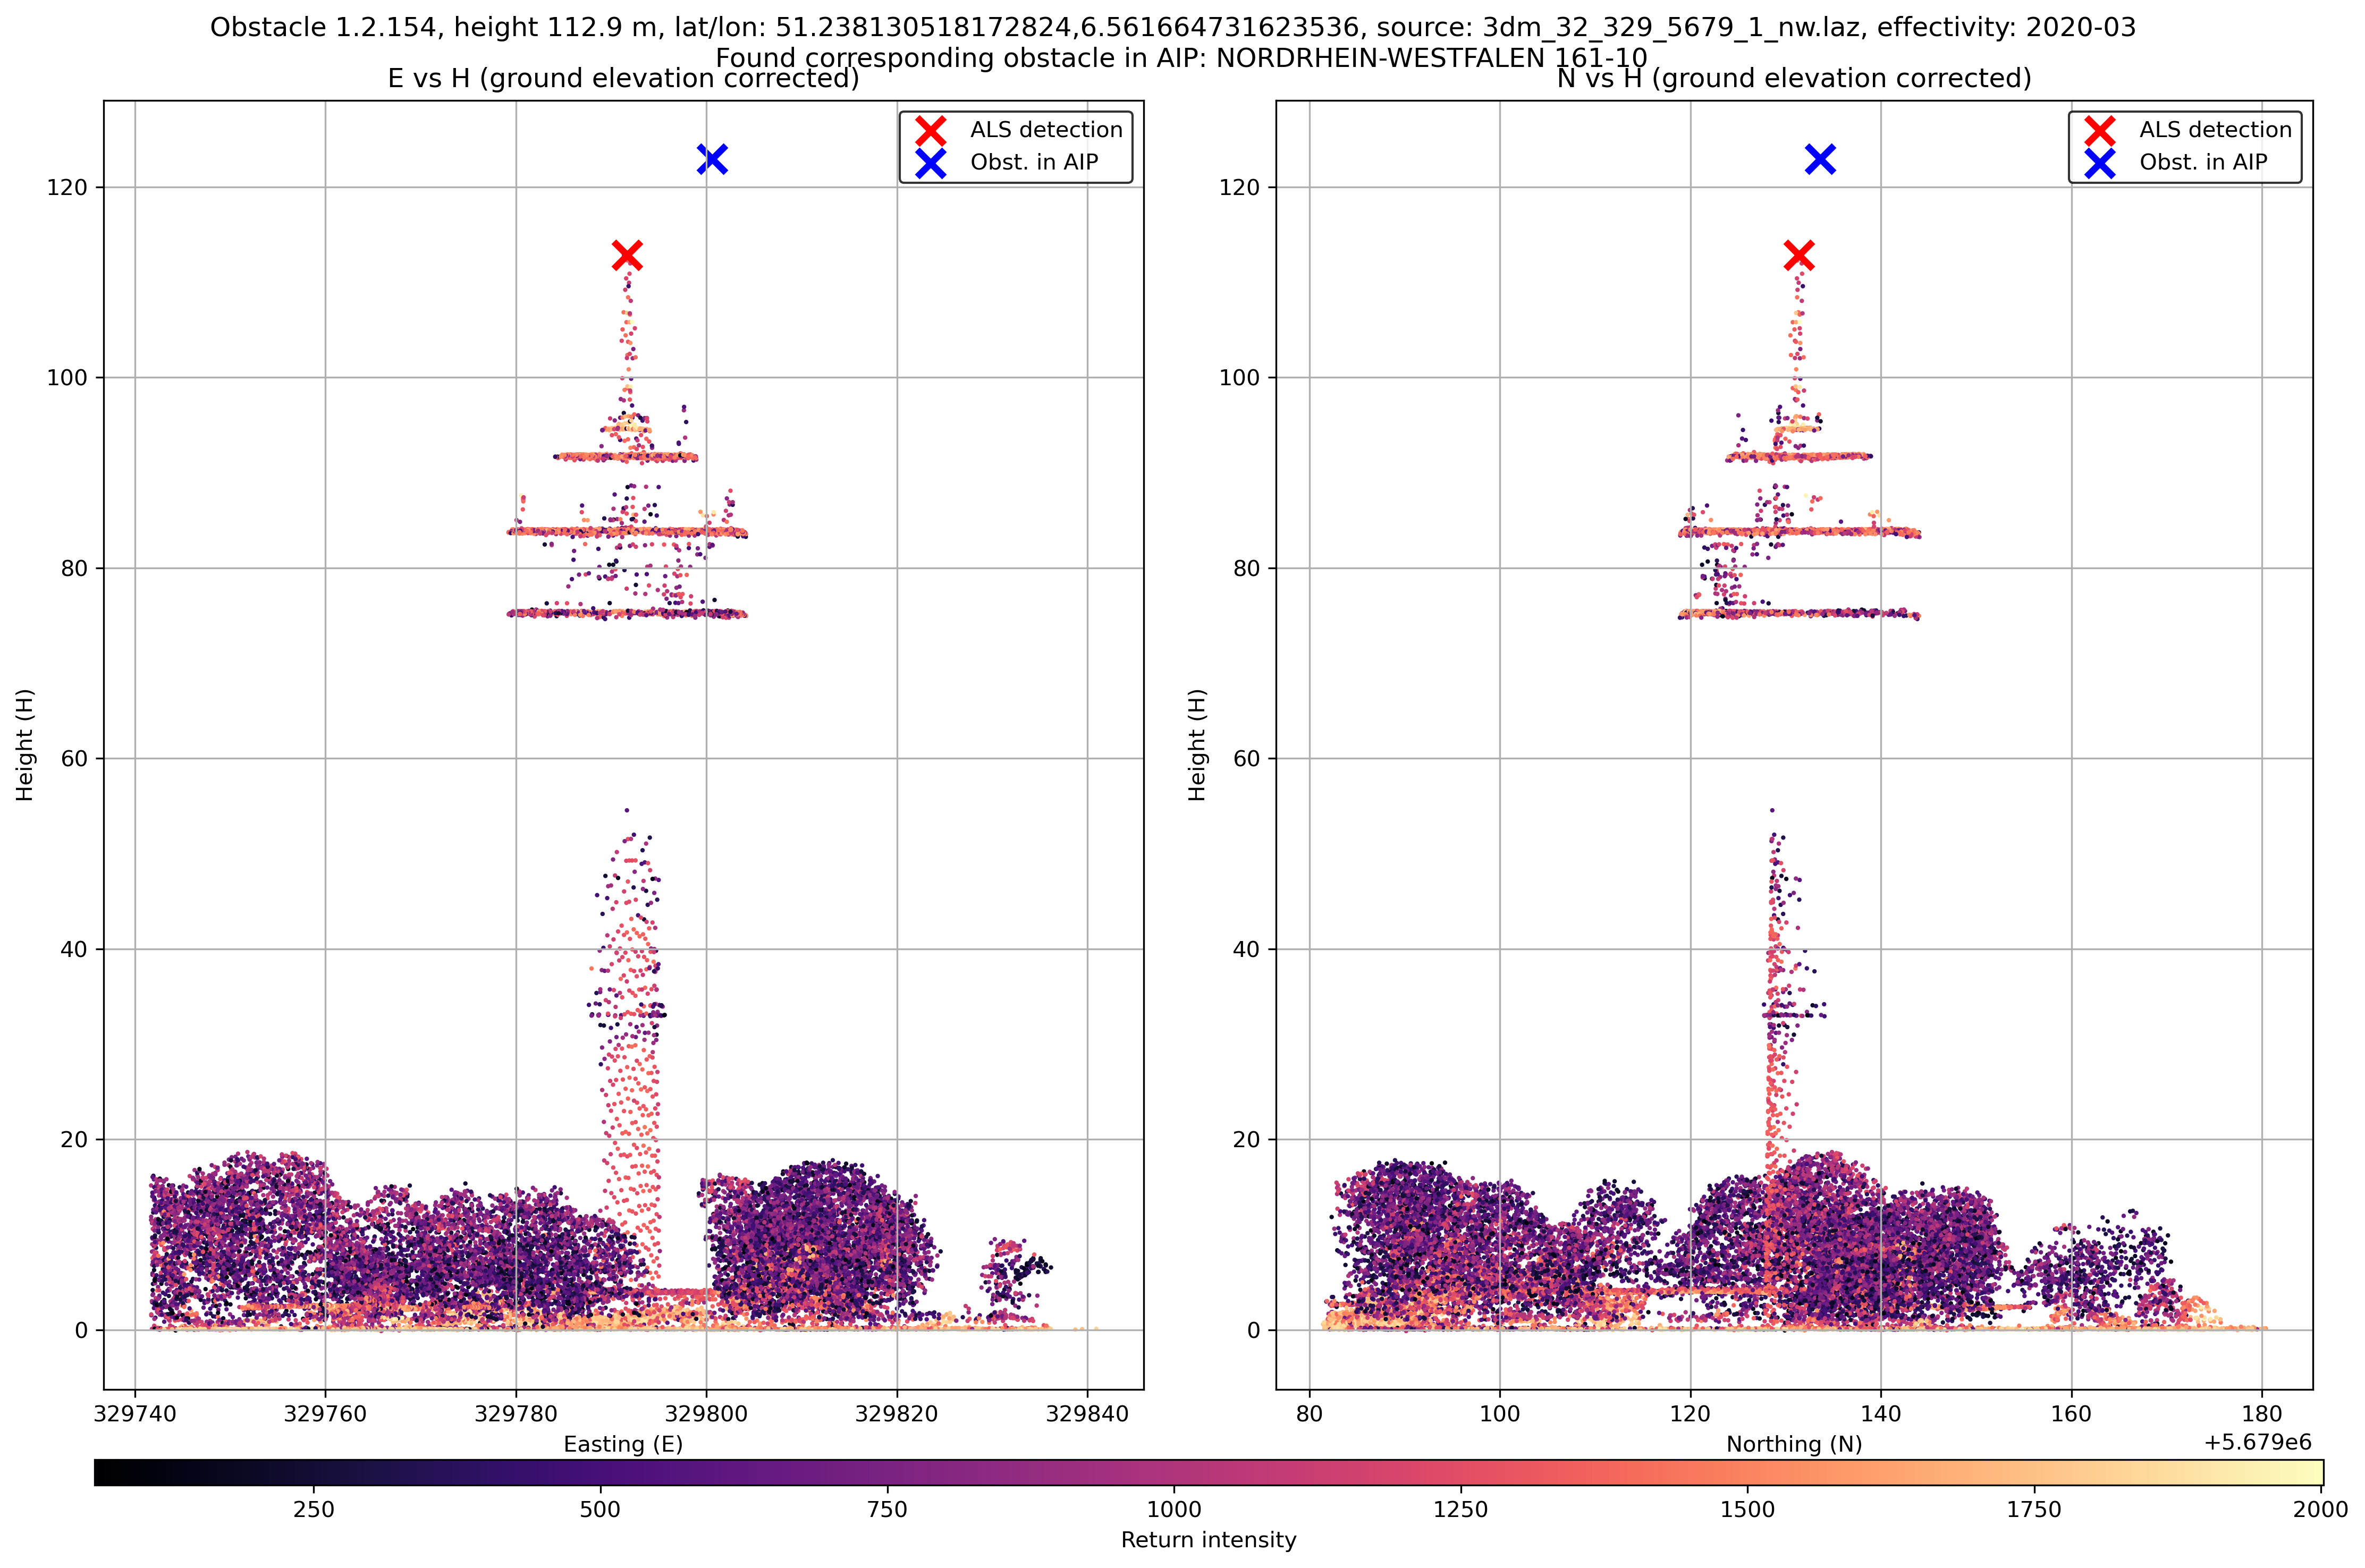 Obstacle 1.2.154, height 112.9 m, lat/lon: 51.238130518172824,6.561664731623536, source: 3dm_32_329_5679_1_nw.laz, effectivity: 2020-03
Found corresponding obstacle in AIP: NORDRHEIN-WESTFALEN 161-10
E vs H (ground elevation corrected)
ALS detection
Obst. in AIP
120
100
80
60
40
20
0
Height (H)
329740 329760 329780 329800 329820 329840
Easting (E)
N vs H (ground elevation corrected)
ALS detection
Obst. in AIP
120
100
80
60
40
20
0
Height (H)
80 100 120 140 160 180
Northing (N)
+5.679e6
250 500 750 1000 1250 1500 1750 2000
Return intensity